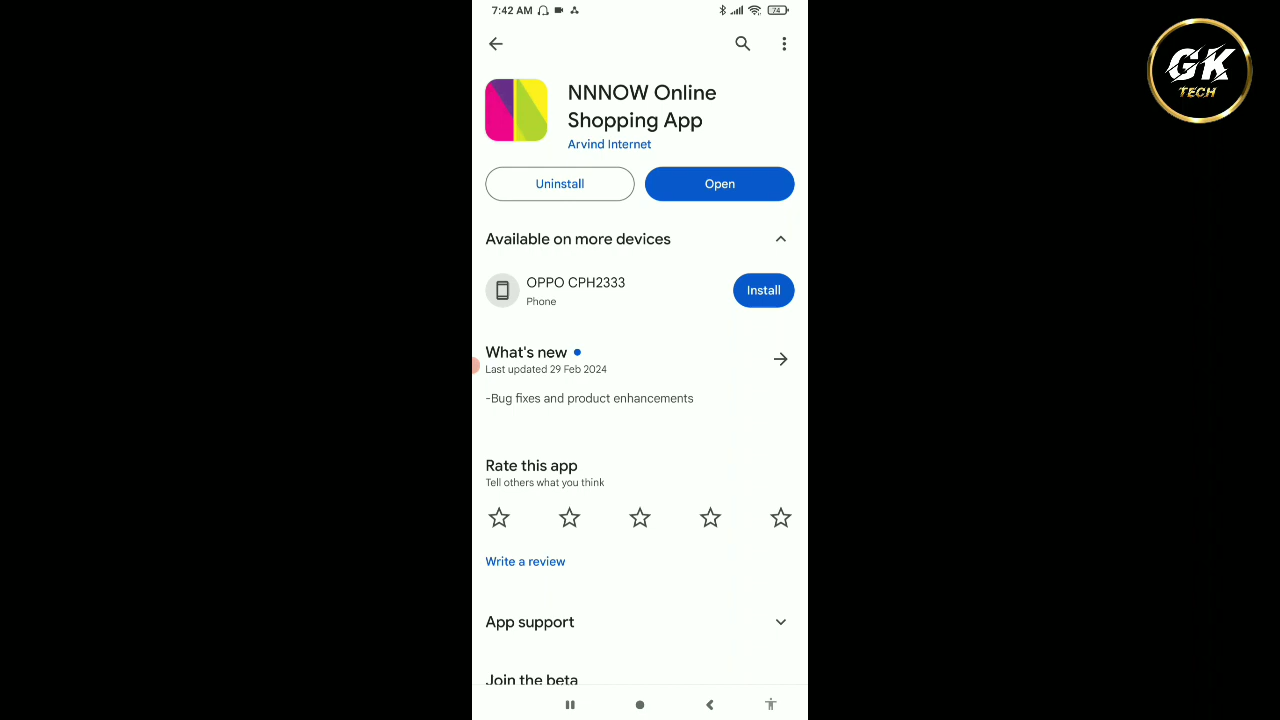 7:42 AM
74
GK
TECH
NNNOW Online
Shopping App
Arvind Internet
Uninstall
Open
Available on more devices
OPPO CPH2333
Phone
Install
What's new
Last updated 29 Feb 2024
-Bug fixes and product enhancements
Rate this app
Tell others what you think
Write a review
App support
Join the beta